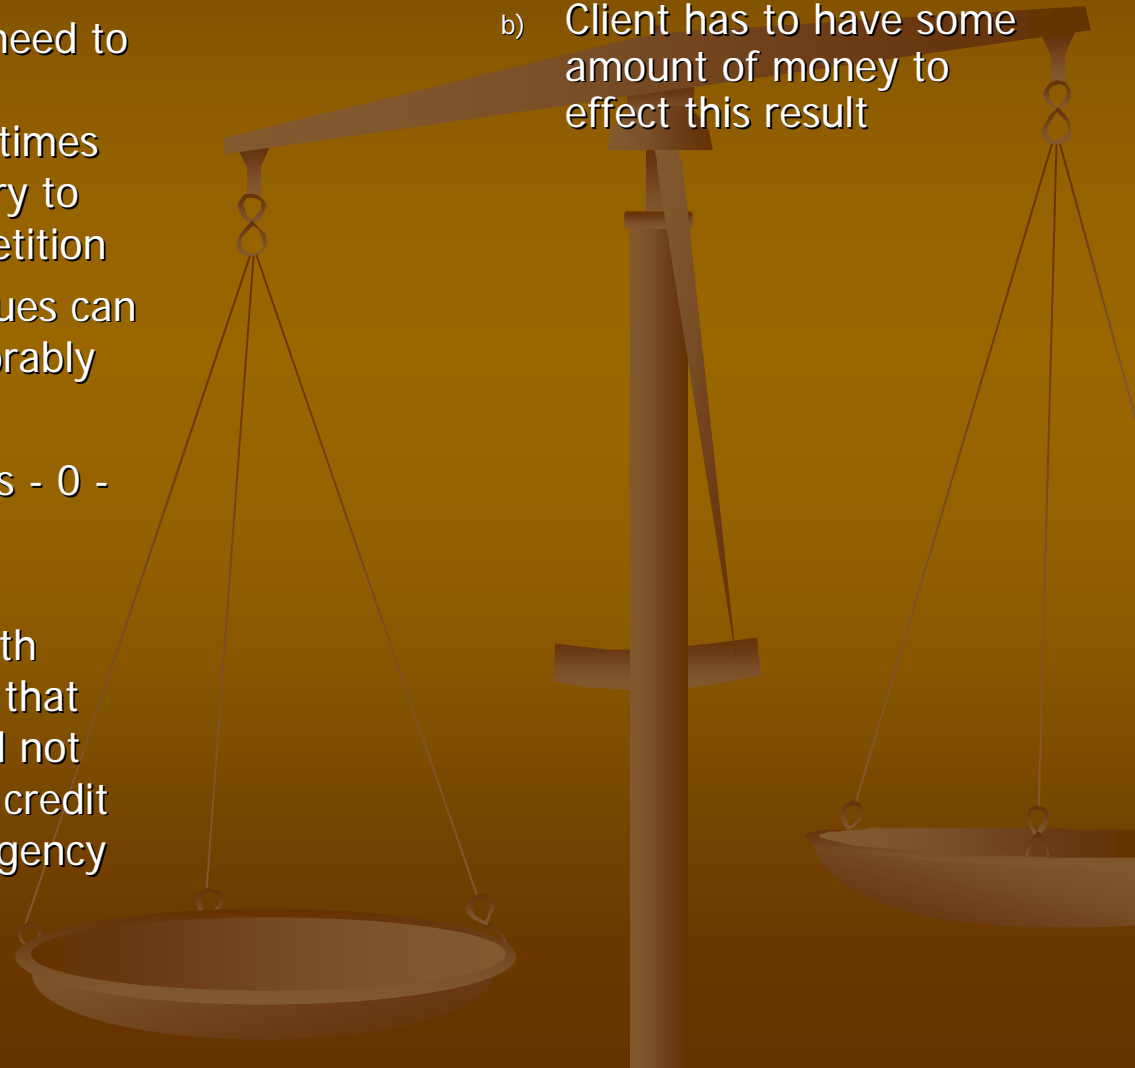 need to
times
ry to
etition
ues can
orably
s - 0 -
th
that
l not
credit
gency
b) Client has to have some
amount of money to
effect this result